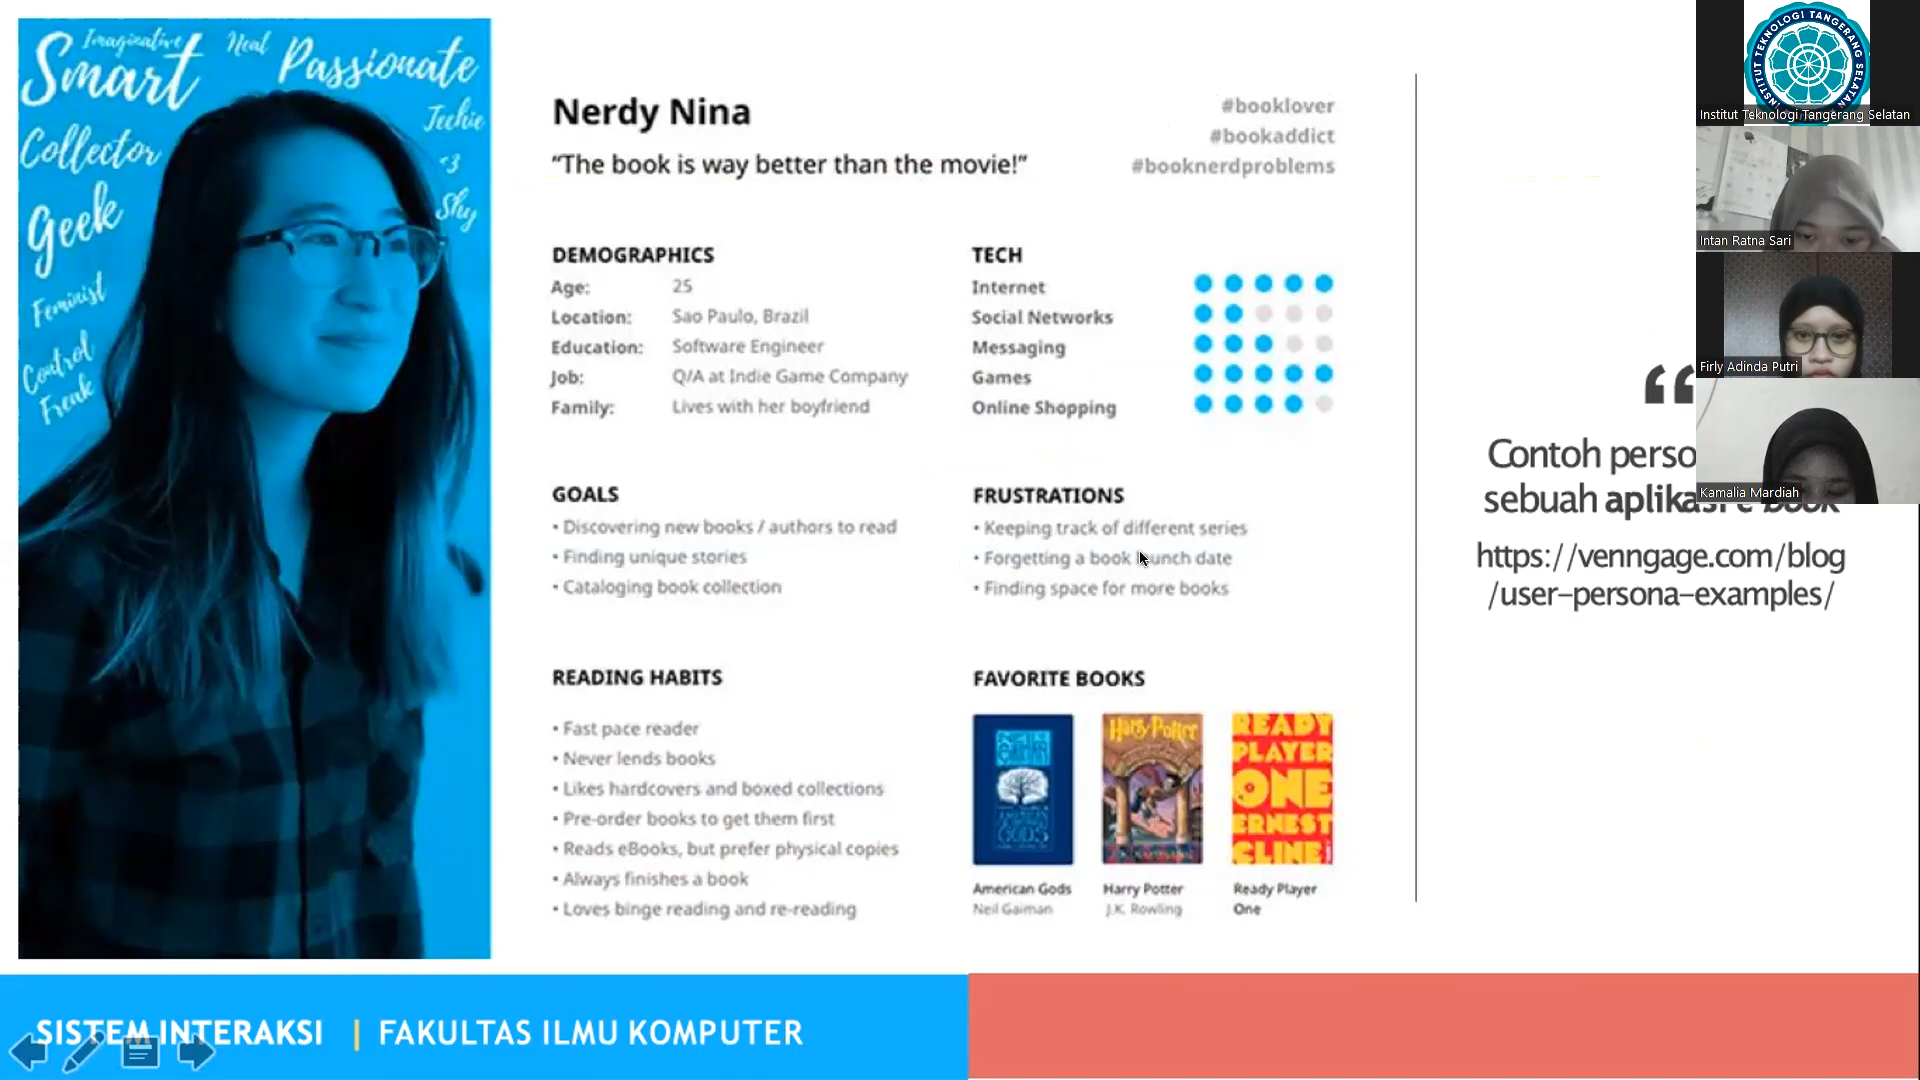 Imaginative
Neal
Smart
Passionate
Techie
Collector
<3
Geek
Shy
Feminist
Control
Freak
Nerdy Nina
“The book is way better than the movie!”
#booklover
#bookaddict
#booknerdproblems
DEMOGRAPHICS
Age: 25
Location: Sao Paulo, Brazil
Education: Software Engineer
Job: Q/A at Indie Game Company
Family: Lives with her boyfriend
TECH
Internet
Social Networks
Messaging
Games
Online Shopping
GOALS
• Discovering new books / authors to read
• Finding unique stories
• Cataloging book collection
FRUSTRATIONS
• Keeping track of different series
• Forgetting a book launch date
• Finding space for more books
READING HABITS
• Fast pace reader
• Never lends books
• Likes hardcovers and boxed collections
• Pre-order books to get them first
• Reads eBooks, but prefer physical copies
• Always finishes a book
• Loves binge reading and re-reading
FAVORITE BOOKS
Harry Potter
READY
PLAYER
ONE
ERNEST
CLINE
American Gods
Neil Gaiman
Harry Potter
J.K. Rowling
Ready Player
One
“
Contoh perso
sebuah aplikasi e-book
https://venngage.com/blog
/user-persona-examples/
INSTITUT TEKNOLOGI TANGERANG SELATAN
Institut Teknologi Tangerang Selatan
Intan Ratna Sari
Firly Adinda Putri
Kamalia Mardiah
SISTEM INTERAKSI | FAKULTAS ILMU KOMPUTER